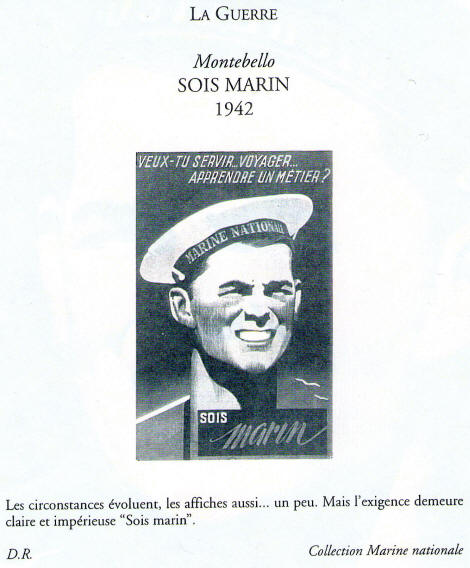 LA GUERRE
Montebello
SOIS MARIN
1942
VEUX-TU SERVIR...VOYAGER...
APPRENDRE UN MÉTIER?
MARINE NATIONALE
SOIS
marin
Les circonstances évoluent, les affiches aussi... un peu. Mais l'exigence demeure
claire et impérieuse “Sois marin”.
D.R.
Collection Marine nationale